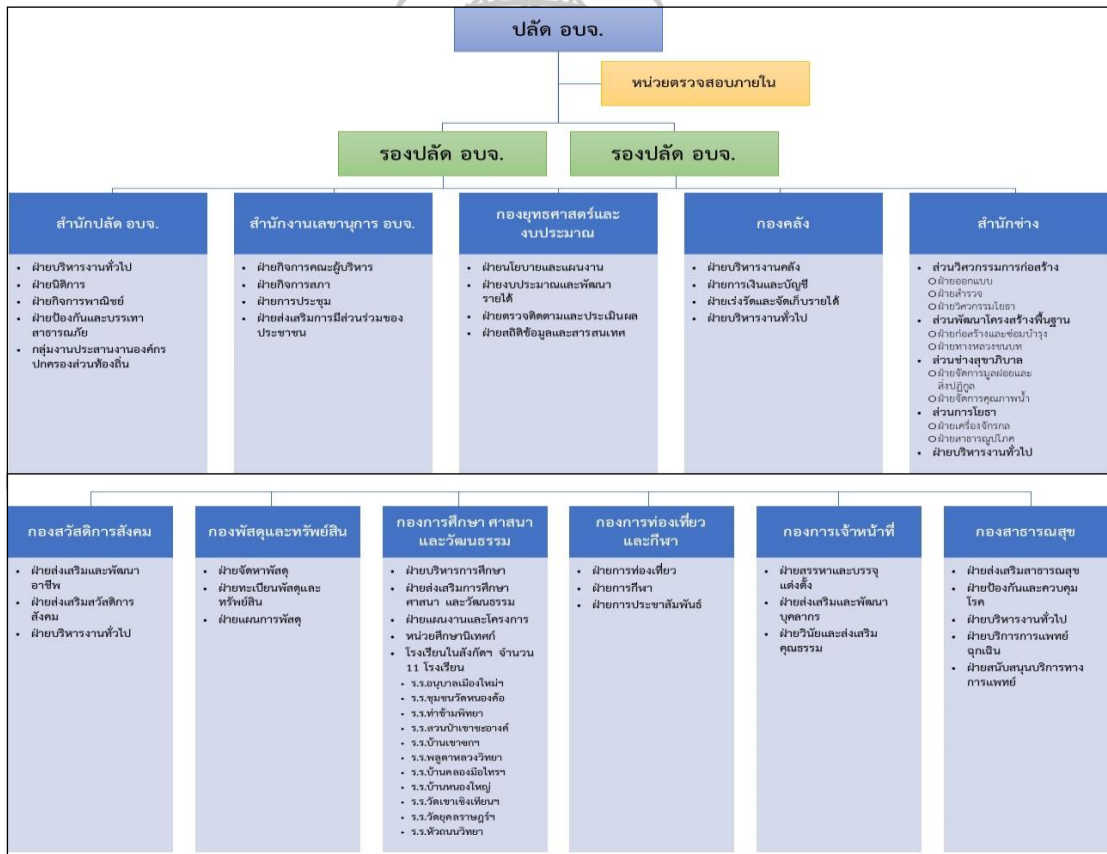 ปลัด อบจ.
หน่วยตรวจสอบภายใน
รองปลัด อบจ.
รองปลัด อบจ.
สำนักปลัด อบจ.
• ฝ่ายบริหารงานทั่วไป
• ฝ่ายนิติการ
• ฝ่ายกิจการพาณิชย์
• ฝ่ายป้องกันและบรรเทา
สาธารณภัย
• กลุ่มงานประสานงานองค์กร
ปกครองส่วนท้องถิ่น
สำนักงานเลขานุการ อบจ.
• ฝ่ายกิจการคณะผู้บริหาร
• ฝ่ายกิจการสภา
• ฝ่ายการประชุม
• ฝ่ายส่งเสริมการมีส่วนร่วมของ
ประชาชน
กองยุทธศาสตร์และ
งบประมาณ
• ฝ่ายนโยบายและแผนงาน
• ฝ่ายงบประมาณและพัฒนา
รายได้
• ฝ่ายตรวจติดตามและประเมินผล
• ฝ่ายสถิติข้อมูลและสารสนเทศ
กองคลัง
• ฝ่ายบริหารงานคลัง
• ฝ่ายการเงินและบัญชี
• ฝ่ายเร่งรัดและจัดเก็บรายได้
• ฝ่ายบริหารงานทั่วไป
สำนักช่าง
• ส่วนวิศวกรรมการก่อสร้าง
○ฝ่ายออกแบบ
○ฝ่ายสำรวจ
○ฝ่ายวิศวกรรมโยธา
• ส่วนพัฒนาโครงสร้างพื้นฐาน
○ฝ่ายก่อสร้างและซ่อมบำรุง
○ฝ่ายทางหลวงชนบท
• ส่วนช่างสุขาภิบาล
○ฝ่ายจัดการมูลฝอยและ
สิ่งปฏิกูล
○ฝ่ายจัดการคุณภาพน้ำ
• ส่วนการโยธา
○ฝ่ายเครื่องจักรกล
○ฝ่ายสาธารณูปโภค
• ฝ่ายบริหารงานทั่วไป
กองสวัสดิการสังคม
• ฝ่ายส่งเสริมและพัฒนา
อาชีพ
• ฝ่ายส่งเสริมสวัสดิการ
สังคม
• ฝ่ายบริหารงานทั่วไป
กองพัสดุและทรัพย์สิน
• ฝ่ายจัดหาพัสดุ
• ฝ่ายทะเบียนพัสดุและ
ทรัพย์สิน
• ฝ่ายแผนการพัสดุ
กองการศึกษา ศาสนา
และวัฒนธรรม
• ฝ่ายบริหารการศึกษา
• ฝ่ายส่งเสริมการศึกษา
ศาสนา และวัฒนธรรม
• ฝ่ายแผนงานและโครงการ
• หน่วยศึกษานิเทศก์
• โรงเรียนในสังกัดฯ จำนวน
11 โรงเรียน
• ร.ร.อนุบาลเมืองใหม่ฯ
• ร.ร.ชุมชนวัดหนองค้อ
• ร.ร.ท่าข้ามพิทยา
• ร.ร.สวนป่าเขาชะอางค์
• ร.ร.บ้านเขาซกฯ
• ร.ร.พลูตาหลวงวิทยา
• ร.ร.บ้านคลองมือไทรฯ
• ร.ร.บ้านหนองใหญ่
• ร.ร.วัดเขาเชิงเทียนฯ
• ร.ร.วัดยุคลราษฎร์ฯ
• ร.ร.หัวถนนวิทยา
กองการท่องเที่ยว
และกีฬา
• ฝ่ายการท่องเที่ยว
• ฝ่ายการกีฬา
• ฝ่ายการประชาสัมพันธ์
กองการเจ้าหน้าที่
• ฝ่ายสรรหาและบรรจุ
แต่งตั้ง
• ฝ่ายส่งเสริมและพัฒนา
บุคลากร
• ฝ่ายวินัยและส่งเสริม
คุณธรรม
กองสาธารณสุข
• ฝ่ายส่งเสริมสาธารณสุข
• ฝ่ายป้องกันและควบคุม
โรค
• ฝ่ายบริหารงานทั่วไป
• ฝ่ายบริการการแพทย์
ฉุกเฉิน
• ฝ่ายสนับสนุนบริการทาง
การแพทย์